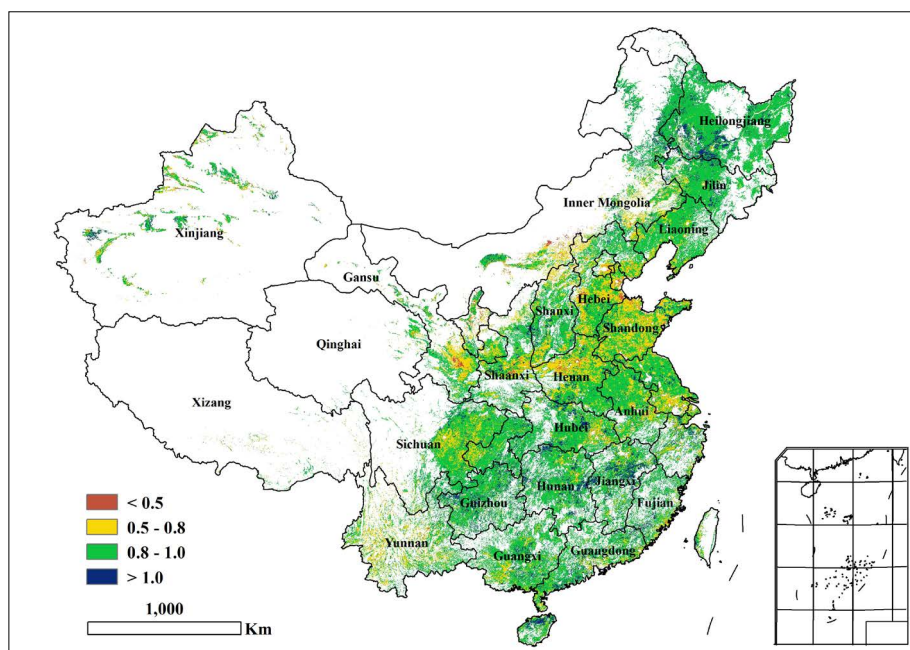 Heilongjiang
Jilin
Inner Mongolia
Liaoning
Xinjiang
Gansu
Hebei
Shanxi
Shandong
Qinghai
Shaanxi
Henan
Xizang
Anhui
Hubei
Sichuan
Guizhou
Hunan
Jiangxi
Fujian
Yunnan
Guangxi
Guangdong
< 0.5
0.5 - 0.8
0.8 - 1.0
> 1.0
1,000
Km